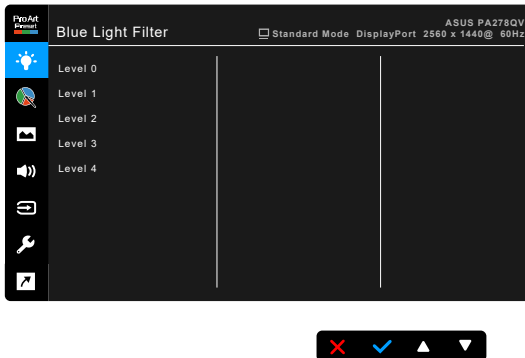 ProArt
Preset
Blue Light Filter
ASUS PA278QV
Standard Mode DisplayPort 2560 x 1440@ 60Hz
Level 0
Level 1
Level 2
Level 3
Level 4